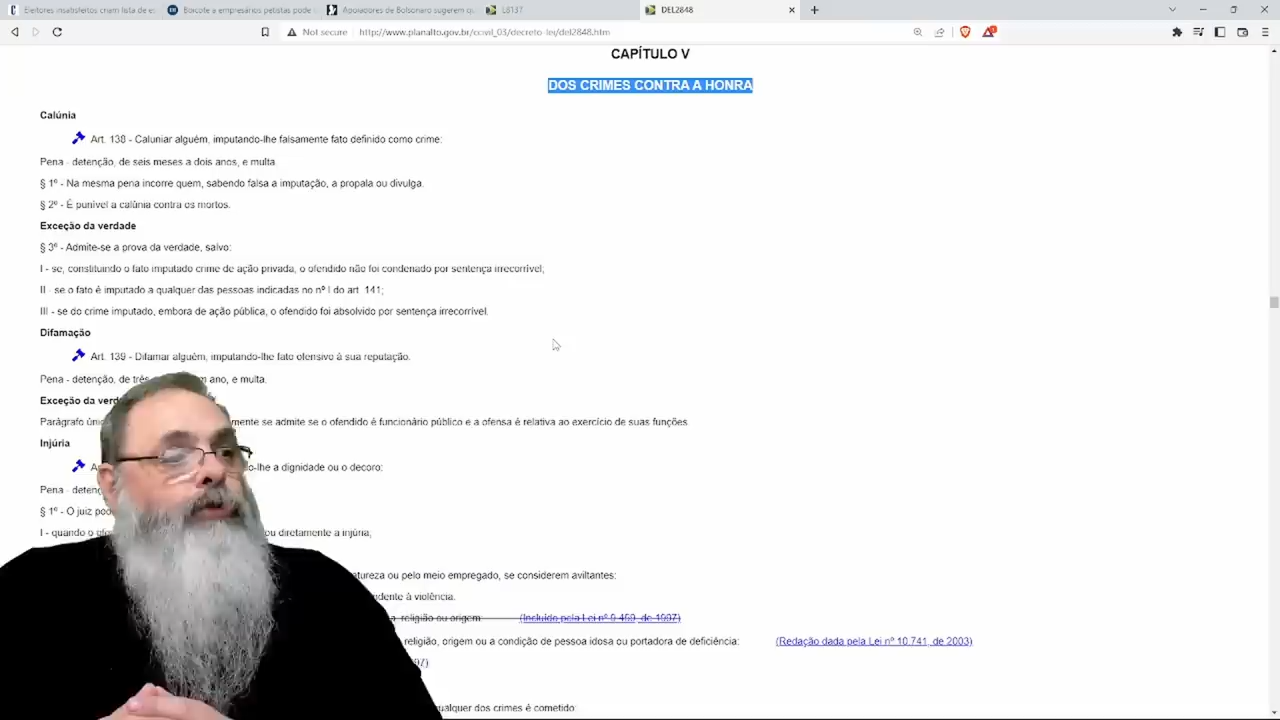 Eleitores insatisfeitos criam lista de es
Boicote a empresários petistas pode
Apoiadores de Bolsonaro sugerem qu
L8137
DEL2848
Not secure
http://www.planalto.gov.br/ccivil_03/decreto-lei/del2848.htm
CAPÍTULO V
DOS CRIMES CONTRA A HONRA
Calúnia
Art. 138 - Caluniar alguém, imputando-lhe falsamente fato definido como crime:
Pena - detenção, de seis meses a dois anos, e multa
§ 1º - Na mesma pena incorre quem, sabendo falsa a imputação, a propala ou divulga.
§ 2º - É punível a calúnia contra os mortos.
Exceção da verdade
§ 3º - Admite-se a prova da verdade, salvo:
I - se, constituindo o fato imputado crime de ação privada, o ofendido não foi condenado por sentença irrecorrível;
II - se o fato é imputado a qualquer das pessoas indicadas no nº I do art. 141;
III - se do crime imputado, embora de ação pública, o ofendido foi absolvido por sentença irrecorrível.
Difamação
Art. 139 - Difamar alguém, imputando-lhe fato ofensivo à sua reputação.
Pena - detenção, de três ano, e multa.
Exceção da
Parágrafo se admite se o ofendido é funcionário público e a ofensa é relativa ao exercício de suas funções.
Injúria
-lhe a dignidade ou o decoro:
Pena -
§ 1º - O juiz
I - quando o ou diretamente a injúria;
ou pelo meio empregado, se considerem aviltantes:
à violência.
religião ou origem: (Incluído pela Lei nº 9.459, de 1997)
religião, origem ou a condição de pessoa idosa ou portadora de deficiência: (Redação dada pela Lei nº 10.741, de 2003)
dos crimes é cometido: